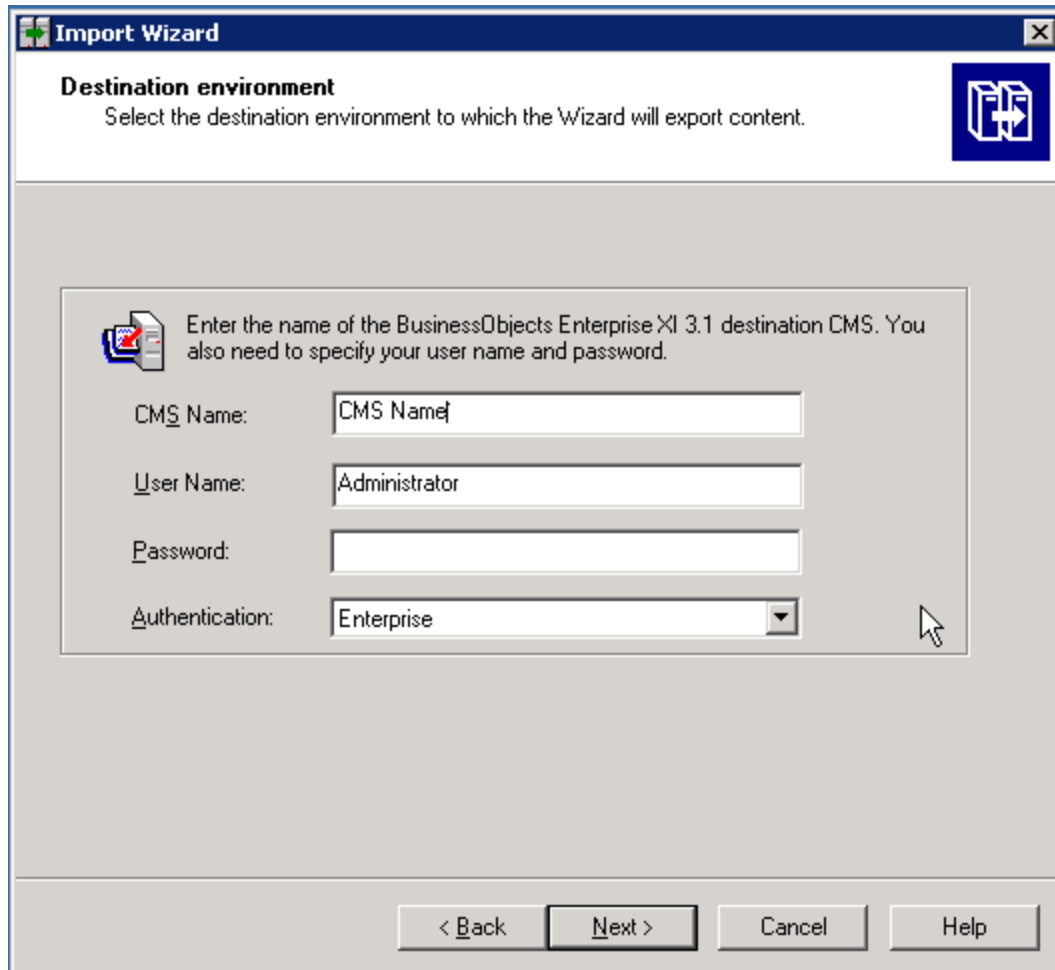 Import Wizard
Destination environment
Select the destination environment to which the Wizard will export content.
Enter the name of the BusinessObjects Enterprise XI 3.1 destination CMS. You
also need to specify your user name and password.
CMS Name: CMS Name
User Name: Administrator
Password:
Authentication: Enterprise
< Back Next > Cancel Help